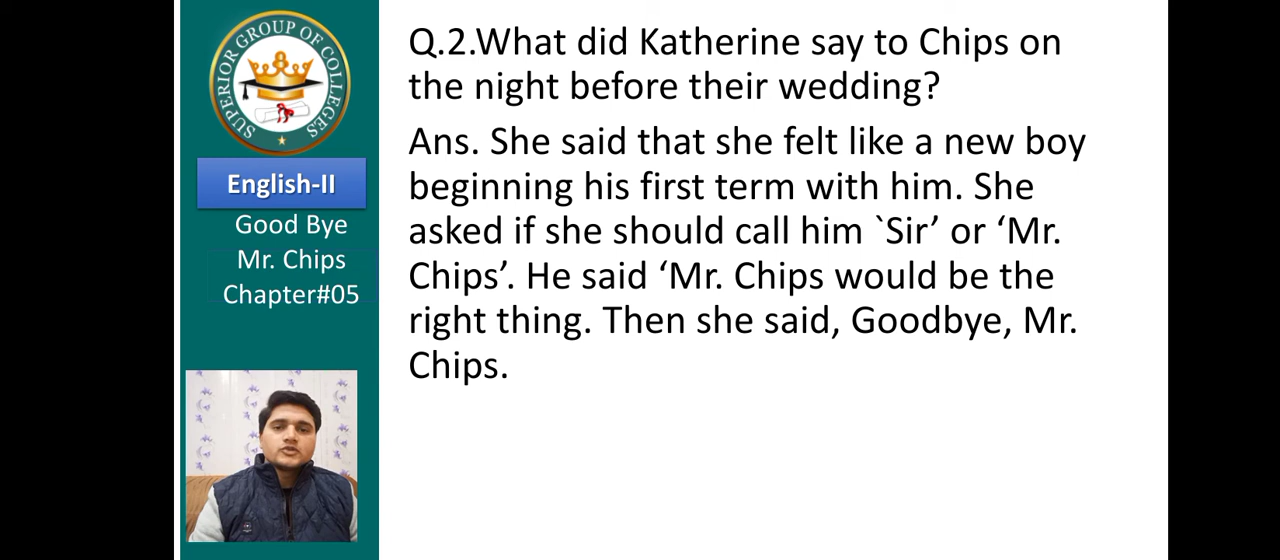 SUPERIOR GROUP OF COLLEGES
English-II
Good Bye
Mr. Chips
Chapter#05
Q.2.What did Katherine say to Chips on
the night before their wedding?
Ans. She said that she felt like a new boy
beginning his first term with him. She
asked if she should call him `Sir’ or ‘Mr.
Chips’. He said ‘Mr. Chips would be the
right thing. Then she said, Goodbye, Mr.
Chips.